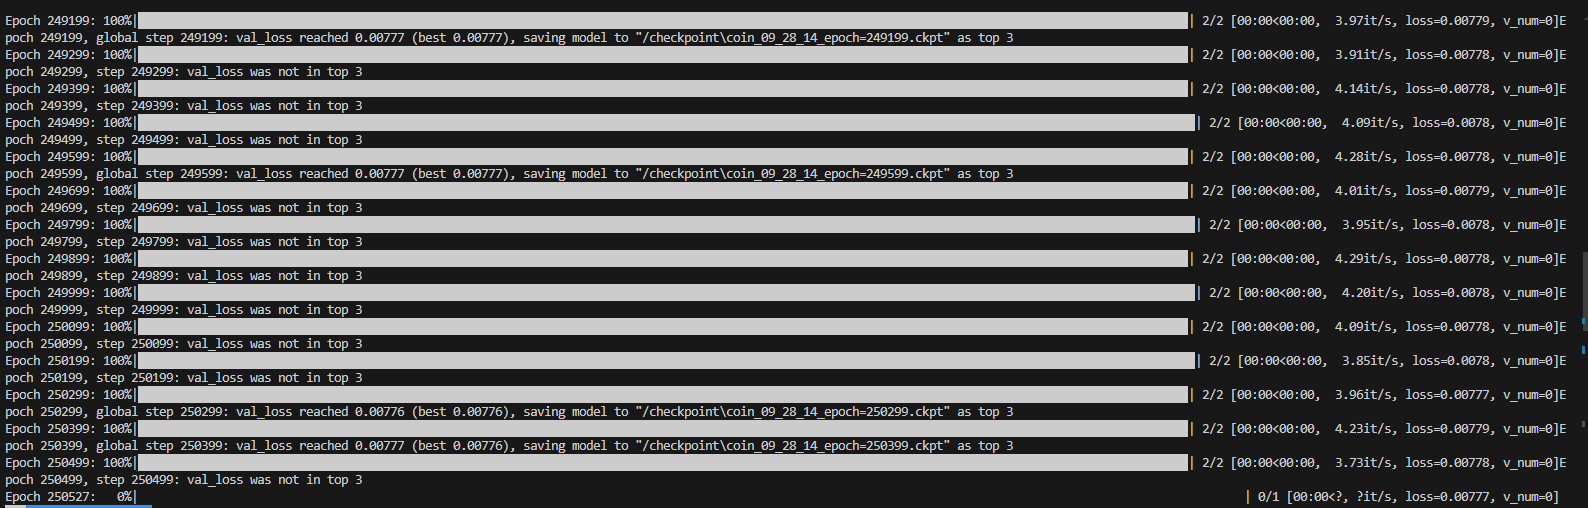 Epoch 249199: 100%| | 2/2 [00:00<00:00, 3.97it/s, loss=0.00779, v_num=0]E
poch 249199, global step 249199: val_loss reached 0.00777 (best 0.00777), saving model to "/checkpoint\coin_09_28_14_epoch=249199.ckpt" as top 3
Epoch 249299: 100%| | 2/2 [00:00<00:00, 3.91it/s, loss=0.00778, v_num=0]E
poch 249299, step 249299: val_loss was not in top 3
Epoch 249399: 100%| | 2/2 [00:00<00:00, 4.14it/s, loss=0.00778, v_num=0]E
poch 249399, step 249399: val_loss was not in top 3
Epoch 249499: 100%| | 2/2 [00:00<00:00, 4.09it/s, loss=0.0078, v_num=0]E
poch 249499, step 249499: val_loss was not in top 3
Epoch 249599: 100%| | 2/2 [00:00<00:00, 4.28it/s, loss=0.00778, v_num=0]E
poch 249599, global step 249599: val_loss reached 0.00777 (best 0.00777), saving model to "/checkpoint\coin_09_28_14_epoch=249599.ckpt" as top 3
Epoch 249699: 100%| | 2/2 [00:00<00:00, 4.01it/s, loss=0.00779, v_num=0]E
poch 249699, step 249699: val_loss was not in top 3
Epoch 249799: 100%| | 2/2 [00:00<00:00, 3.95it/s, loss=0.0078, v_num=0]E
poch 249799, step 249799: val_loss was not in top 3
Epoch 249899: 100%| | 2/2 [00:00<00:00, 4.29it/s, loss=0.00778, v_num=0]E
poch 249899, step 249899: val_loss was not in top 3
Epoch 249999: 100%| | 2/2 [00:00<00:00, 4.20it/s, loss=0.0078, v_num=0]E
poch 249999, step 249999: val_loss was not in top 3
Epoch 250099: 100%| | 2/2 [00:00<00:00, 4.09it/s, loss=0.00778, v_num=0]E
poch 250099, step 250099: val_loss was not in top 3
Epoch 250199: 100%| | 2/2 [00:00<00:00, 3.85it/s, loss=0.0078, v_num=0]E
poch 250199, step 250199: val_loss was not in top 3
Epoch 250299: 100%| | 2/2 [00:00<00:00, 3.96it/s, loss=0.00777, v_num=0]E
poch 250299, global step 250299: val_loss reached 0.00776 (best 0.00776), saving model to "/checkpoint\coin_09_28_14_epoch=250299.ckpt" as top 3
Epoch 250399: 100%| | 2/2 [00:00<00:00, 4.23it/s, loss=0.00779, v_num=0]E
poch 250399, global step 250399: val_loss reached 0.00777 (best 0.00776), saving model to "/checkpoint\coin_09_28_14_epoch=250399.ckpt" as top 3
Epoch 250499: 100%| | 2/2 [00:00<00:00, 3.73it/s, loss=0.00778, v_num=0]E
poch 250499, step 250499: val_loss was not in top 3
Epoch 250527: 0%| | 0/1 [00:00<?, ?it/s, loss=0.00777, v_num=0]